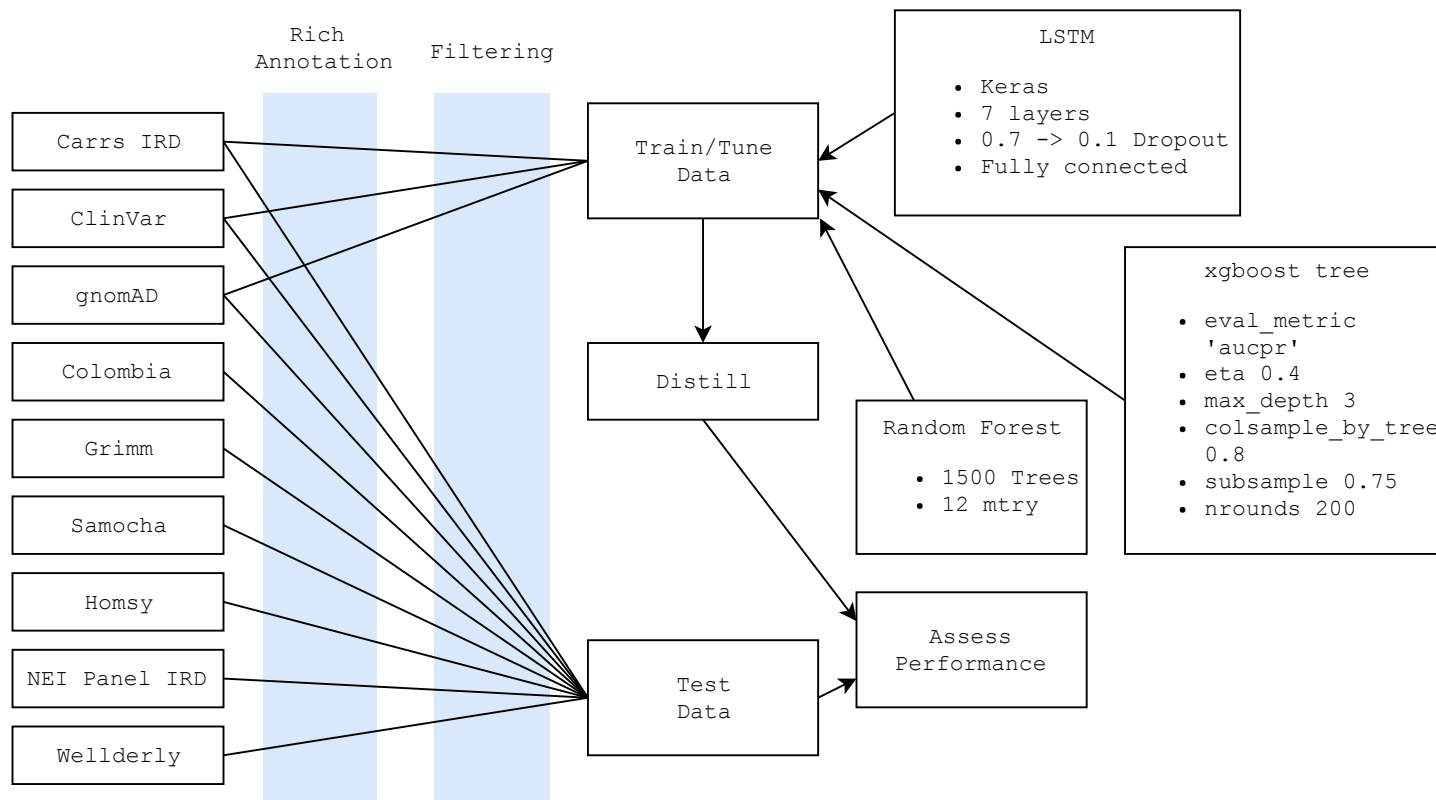 Rich
Annotation
Filtering
Carrs IRD
ClinVar
gnomAD
Colombia
Grimm
Samocha
Homsy
NEI Panel IRD
Wellderly
Train/Tune
Data
Distill
Test
Data
Assess
Performance
LSTM
• Keras
• 7 layers
• 0.7 -> 0.1 Dropout
• Fully connected
Random Forest
• 1500 Trees
• 12 mtry
xgboost tree
• eval_metric
'aucpr'
• eta 0.4
• max_depth 3
• colsample_by_tree
0.8
• subsample 0.75
• nrounds 200